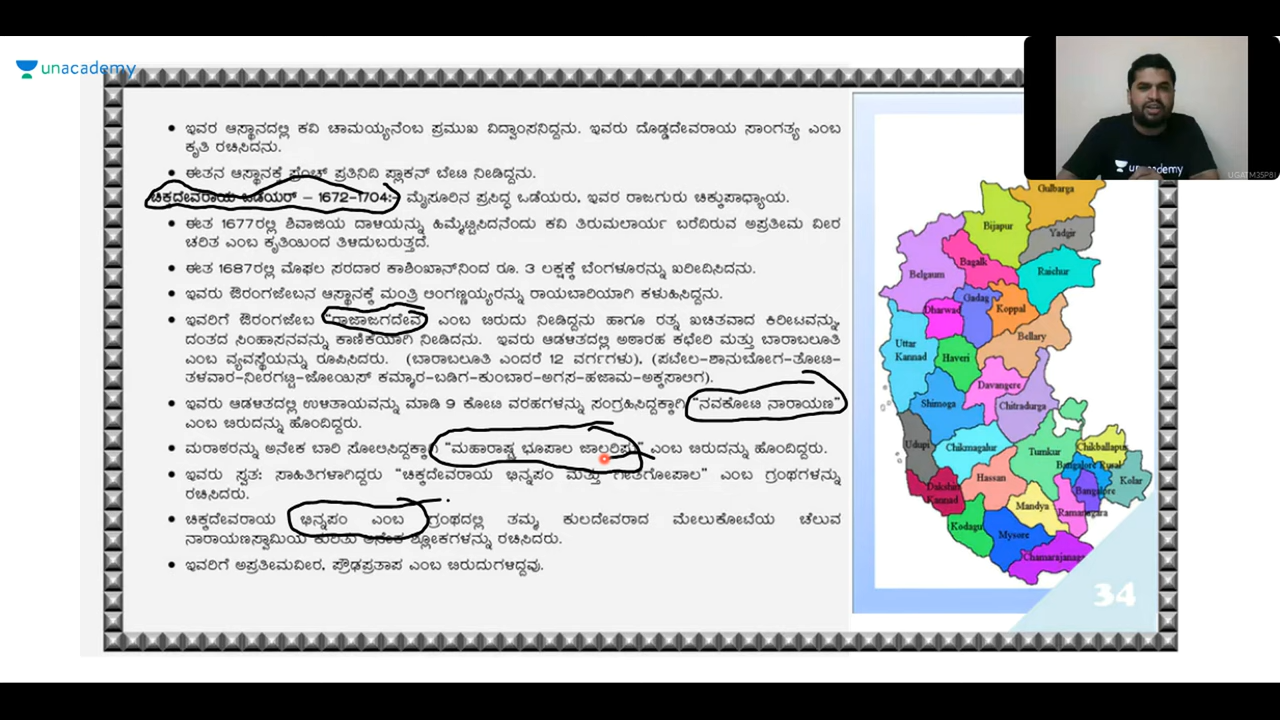 unacademy
unacademy
UGATM3SP8I
• ಇವರ ಆಸ್ಥಾನದಲ್ಲಿ ಕವಿ ಚಾಮಯ್ಯನೆಂಬ ಪ್ರಮುಖ ವಿದ್ವಾಂಸನಿದ್ದನು. ಇವರು ದೊಡ್ಡದೇವರಾಯ ಸಾಂಗತ್ಯ ಎಂಬ
ಕೃತಿ ರಚಿಸಿದನು.
• ಈತನ ಆಸ್ಥಾನಕ್ಕೆ ಫ್ರೆಂಚ್ ಪ್ರತಿನಿಧಿ ಪ್ಲಾಕನ್ ಬೇಟಿ ನೀಡಿದ್ದನು.
ಚಿಕ್ಕದೇವರಾಯ ಒಡೆಯರ್ – 1672–1704:- ಮೈಸೂರಿನ ಪ್ರಸಿದ್ಧ ಒಡೆಯರು, ಇವರ ರಾಜಗುರು ಚಿಕ್ಕುಪಾಧ್ಯಾಯ.
• ಈತ 1677ರಲ್ಲಿ ಶಿವಾಜಿಯ ದಾಳಿಯನ್ನು ಹಿಮ್ಮೆಟ್ಟಿಸಿದನೆಂದು ಕವಿ ತಿರುಮಲಾರ್ಯ ಬರೆದಿರುವ ಅಪ್ರತೀಮ ವೀರ
ಚರಿತ ಎಂಬ ಕೃತಿಯಿಂದ ತಿಳಿದುಬರುತ್ತದೆ.
• ಈತ 1687ರಲ್ಲಿ ಮೊಘಲ ಸರದಾರ ಕಾಶಿಂಖಾನ್‌ನಿಂದ ರೂ. 3 ಲಕ್ಷಕ್ಕೆ ಬೆಂಗಳೂರನ್ನು ಖರೀದಿಸಿದನು.
• ಇವರು ಔರಂಗಜೇಬನ ಆಸ್ಥಾನಕ್ಕೆ ಮಂತ್ರಿ ಲಿಂಗಣ್ಣಯ್ಯರನ್ನು ರಾಯಬಾರಿಯಾಗಿ ಕಳುಹಿಸಿದ್ದನು.
• ಇವರಿಗೆ ಔರಂಗಜೇಬ "ರಾಜಾಜಗದೇವ" ಎಂಬ ಬಿರುದು ನೀಡಿದ್ದನು ಹಾಗೂ ರತ್ನ ಖಚಿತವಾದ ಕಿರೀಟವನ್ನು,
ದಂತದ ಸಿಂಹಾಸನವನ್ನು ಕಾಣಿಕೆಯಾಗಿ ನೀಡಿದನು. ಇವರು ಆಡಳಿತದಲ್ಲಿ ಅಠಾರಹ ಕಛೇರಿ ಮತ್ತು ಬಾರಾಬಲೂತಿ
ಎಂಬ ವ್ಯವಸ್ಥೆಯನ್ನು ರೂಪಿಸಿದರು. (ಬಾರಾಬಲೂತಿ ಎಂದರೆ 12 ವರ್ಗಗಳು), (ಪಟೇಲ–ಶಾನುಬೋಗ–ತೋಟಿ–
ತಳವಾರ–ನೀರಗಟ್ಟಿ–ಜೋಯಿಸ್ ಕಮ್ಮಾರ–ಬಡಿಗ–ಕುಂಬಾರ–ಅಗಸ–ಹಜಾಮ–ಅಕ್ಕಸಾಲಿಗ).
• ಇವರು ಆಡಳಿತದಲ್ಲಿ ಮಿಳಿತಾಯವನ್ನು ಮಾಡಿ 9 ಕೋಟಿ ವರಹಗಳನ್ನು ಸಂಗ್ರಹಿಸಿದ್ದಕ್ಕಾಗಿ "ನವಕೋಟಿ ನಾರಾಯಣ"
ಎಂಬ ಬಿರುದನ್ನು ಹೊಂದಿದ್ದರು.
• ಮರಾಠರನ್ನು ಅನೇಕ ಬಾರಿ ಸೋಲಿಸಿದ್ದಕ್ಕಾಗಿ "ಮಹಾರಾಷ್ಟ್ರ ಭೂಪಾಲ ಜಾಲರಿಪು" ಎಂಬ ಬಿರುದನ್ನು ಹೊಂದಿದ್ದರು.
• ಇವರು ಸ್ವತ: ಸಾಹಿತಿಗಳಾಗಿದ್ದರು "ಚಿಕ್ಕದೇವರಾಯ ಭಿನ್ನಪಂ ಮತ್ತು ಗೀತಗೋಪಾಲ" ಎಂಬ ಗ್ರಂಥಗಳನ್ನು
ರಚಿಸಿದರು.
• ಚಿಕ್ಕದೇವರಾಯ ಭಿನ್ನಪಂ ಎಂಬ ಗ್ರಂಥದಲ್ಲಿ ತಮ್ಮ ಕುಲದೇವರಾದ ಮೇಲುಕೋಟೆಯ ಚೆಲುವ
ನಾರಾಯಣಸ್ವಾಮಿಯ ಅನೇಕ ಶ್ಲೋಕಗಳನ್ನು ರಚಿಸಿದರು.
• ಇವರಿಗೆ ಅಪ್ರತೀಮವೀರ, ಪ್ರೌಢಪ್ರತಾಪ ಎಂಬ ಬಿರುದುಗಳಿದ್ದವು.
Gulbarga
Bijapur
Yadgir
Bagalk
Raichur
Belgaum
Gadag
Dharwad
Koppal
Uttar
Kannad
Bellary
Haveri
Davangere
Shimoga
Chitradurga
Udupi
Chikmagalur
Tumkur
Chikballapur
Bangalore Rural
Kolar
Hassan
Bangalore
Dakshin
Kannad
Mandya
Ramanagara
Kodagu
Mysore
Chamarajanaga
34